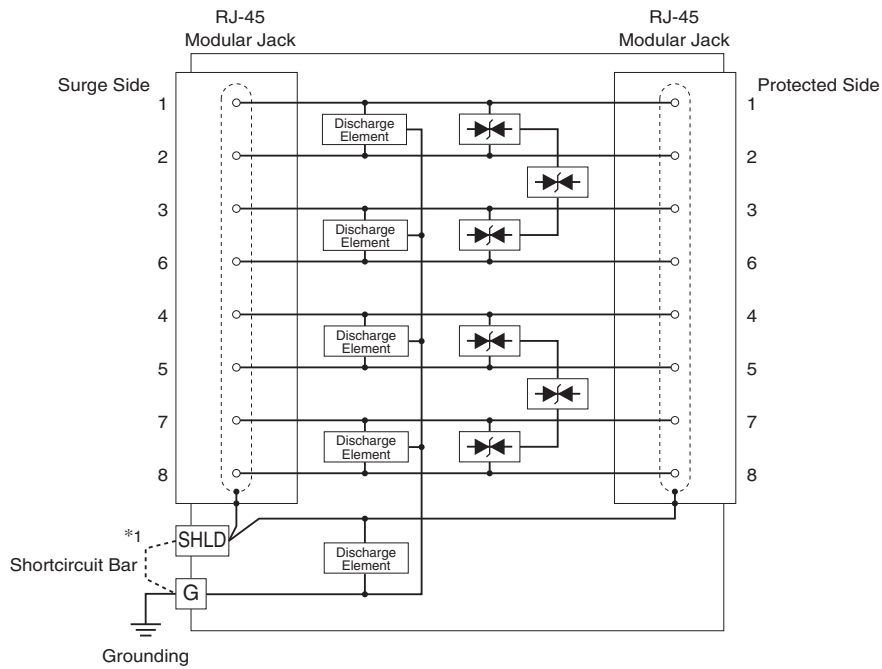 RJ-45
Modular Jack
RJ-45
Modular Jack
Surge Side
Protected Side
1
Discharge
Element
1
2
2
3
Discharge
Element
3
6
6
4
Discharge
Element
4
5
5
7
Discharge
Element
7
8
8
*1
SHLD
Discharge
Element
Shortcircuit Bar
G
Grounding